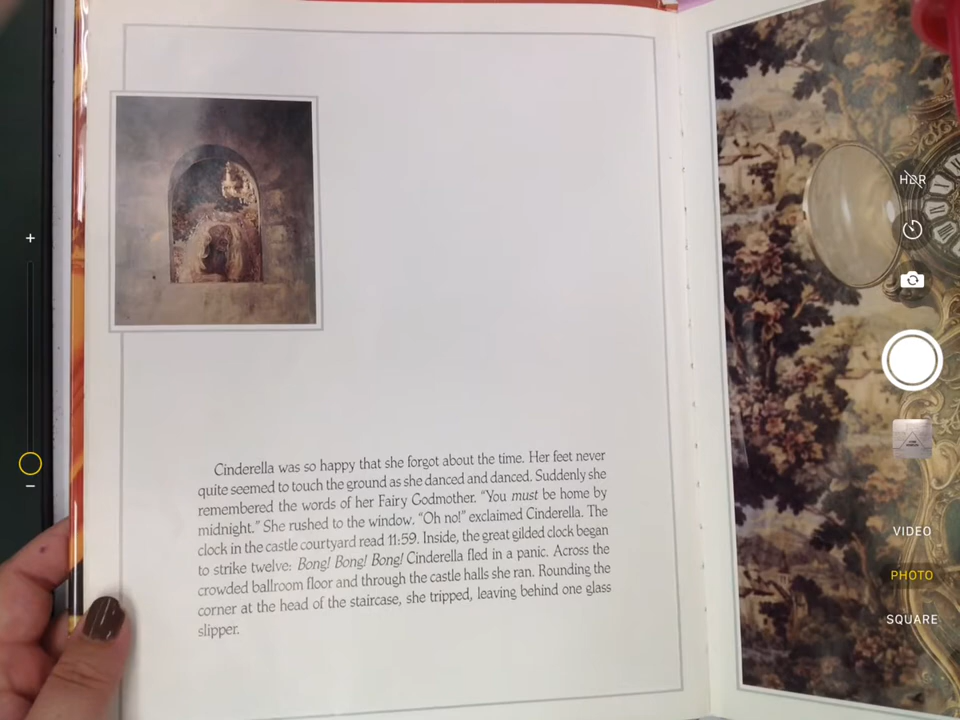 Cinderella was so happy that she forgot about the time. Her feet never
quite seemed to touch the ground as she danced and danced. Suddenly she
remembered the words of her Fairy Godmother. "You must be home by
midnight." She rushed to the window. "Oh no!" exclaimed Cinderella. The
clock in the castle courtyard read 11:59. Inside, the great gilded clock began
to strike twelve: Bong! Bong! Bong! Cinderella fled in a panic. Across the
crowded ballroom floor and through the castle halls she ran. Rounding the
corner at the head of the staircase, she tripped, leaving behind one glass
slipper.
HDR
VIDEO
PHOTO
SQUARE